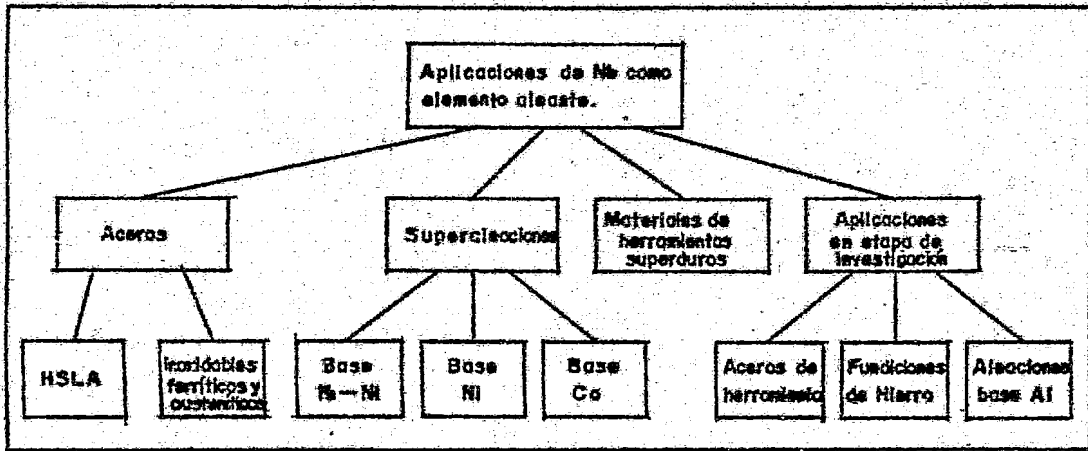 Aplicaciones de Nb como
elemento aleante.
Aceros
Superaleaciones
Materiales de
herramientas
superduros
Aplicaciones
en etapa de
investigación
HSLA
Inoxidables
ferríticos y
austeníticos
Base
Ni
Base
Ni
Base
Co
Aceros de
herramienta
Fundiciones
de Hierro
Aleaciones
base Al